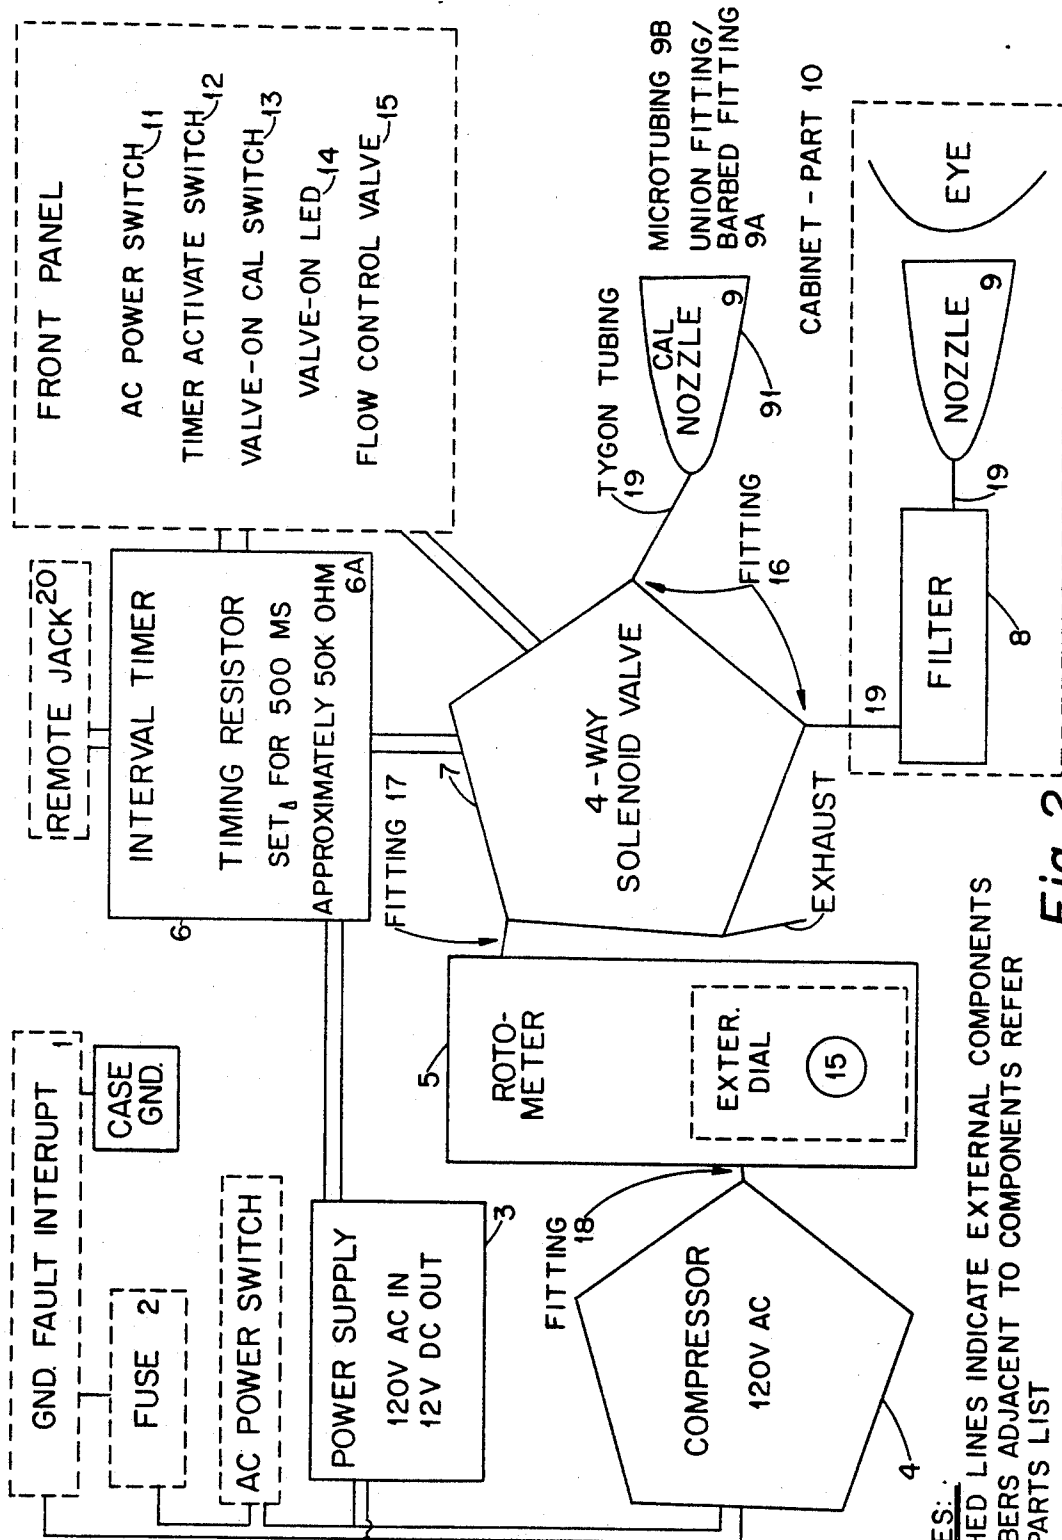 GND. FAULT INTERUPT 1
CASE
GND.
FUSE 2
AC POWER SWITCH
POWER SUPPLY
120V AC IN
12V DC OUT
3
FITTING
18
COMPRESSOR
120V AC
4
5
ROTO-
METER
EXTER.
DIAL
15
REMOTE JACK 20
INTERVAL TIMER
TIMING RESISTOR
SET FOR 500 MS
APPROXIMATELY 50K OHM
6A
6
FITTING 17
7
4-WAY
SOLENOID VALVE
EXHAUST
FRONT PANEL
AC POWER SWITCH 11
TIMER ACTIVATE SWITCH 12
VALVE-ON CAL SWITCH 13
VALVE-ON LED 14
FLOW CONTROL VALVE 15
TYGON TUBING
19
CAL
NOZZLE
9
91
FITTING
16
MICROTUBING 9B
UNION FITTING/
BARBED FITTING
9A
CABINET-PART 10
19
FILTER
8
19
NOZZLE
9
EYE
ES:
HED LINES INDICATE EXTERNAL COMPONENTS
BERS ADJACENT TO COMPONENTS REFER
PARTS LIST
Fig. 2